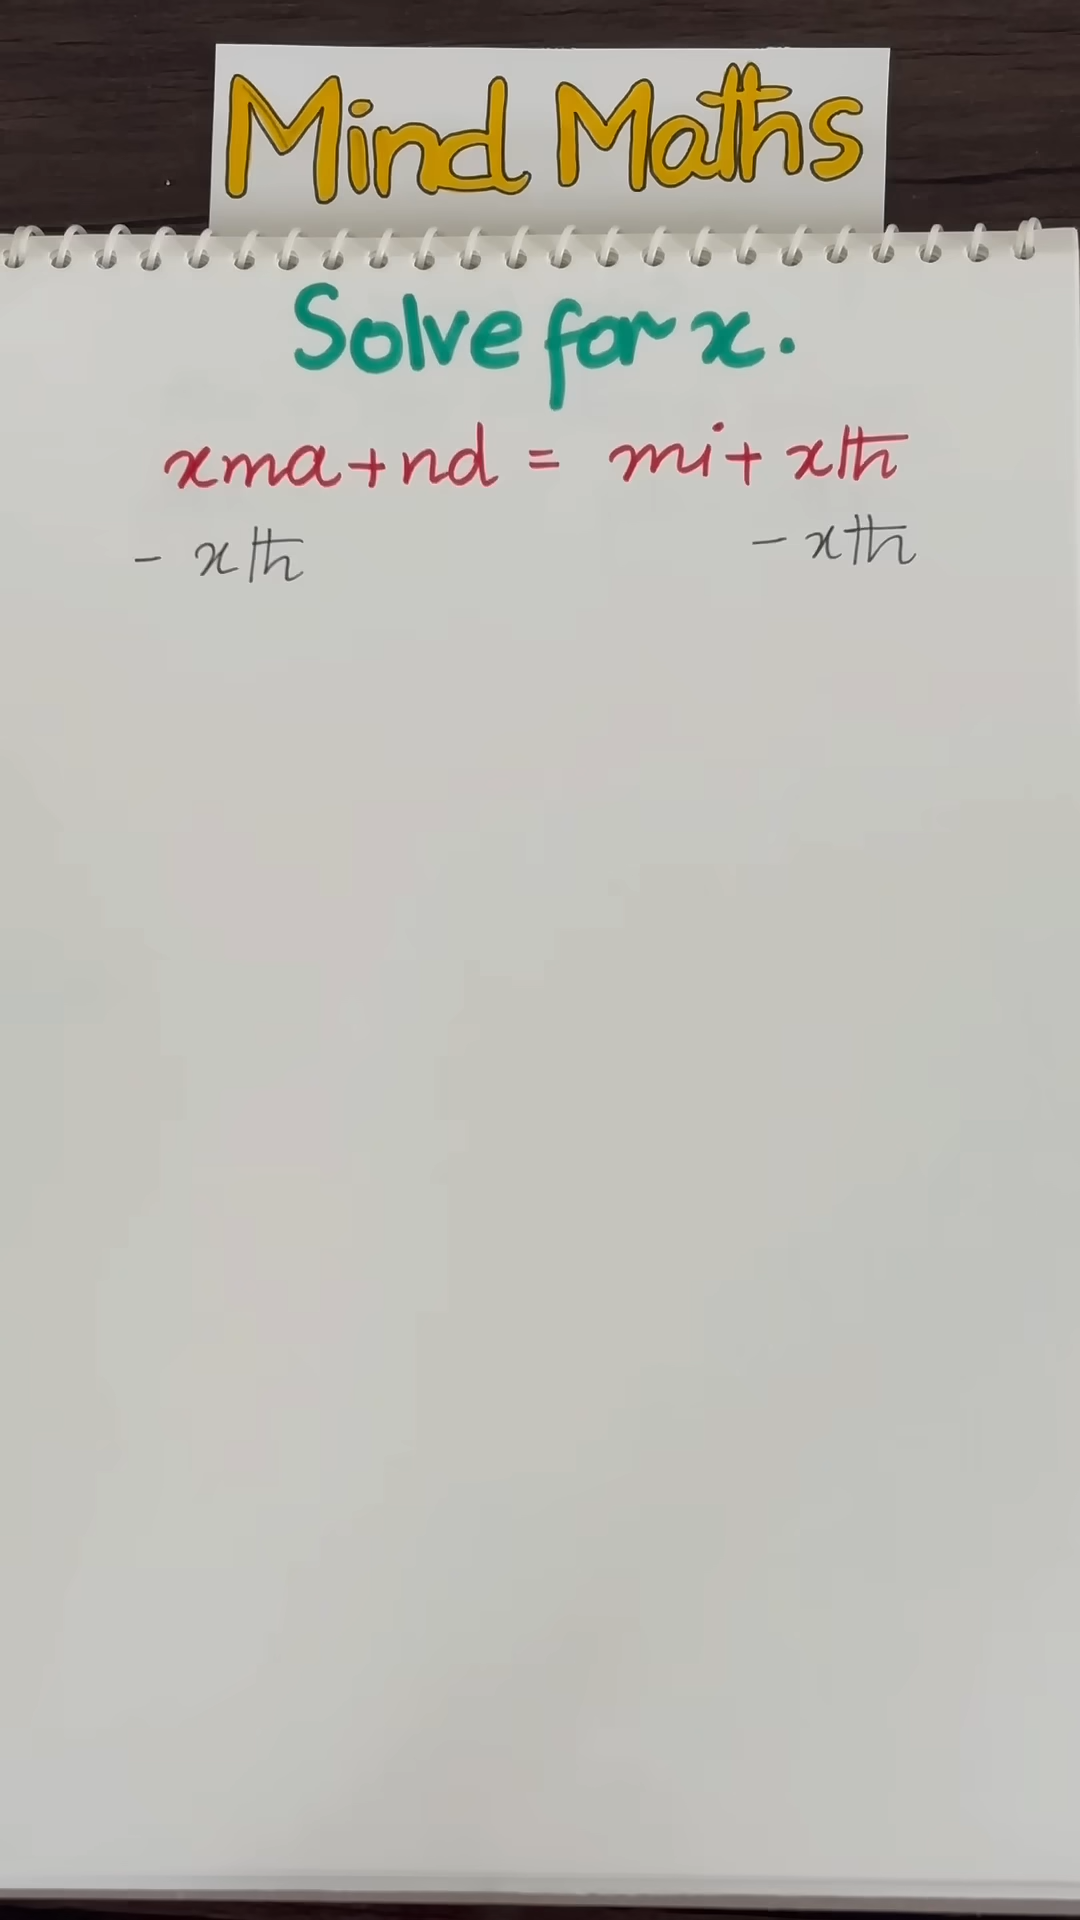 Mind Maths
Solve for x.
xma + nd = mi + xth
- xth - xth